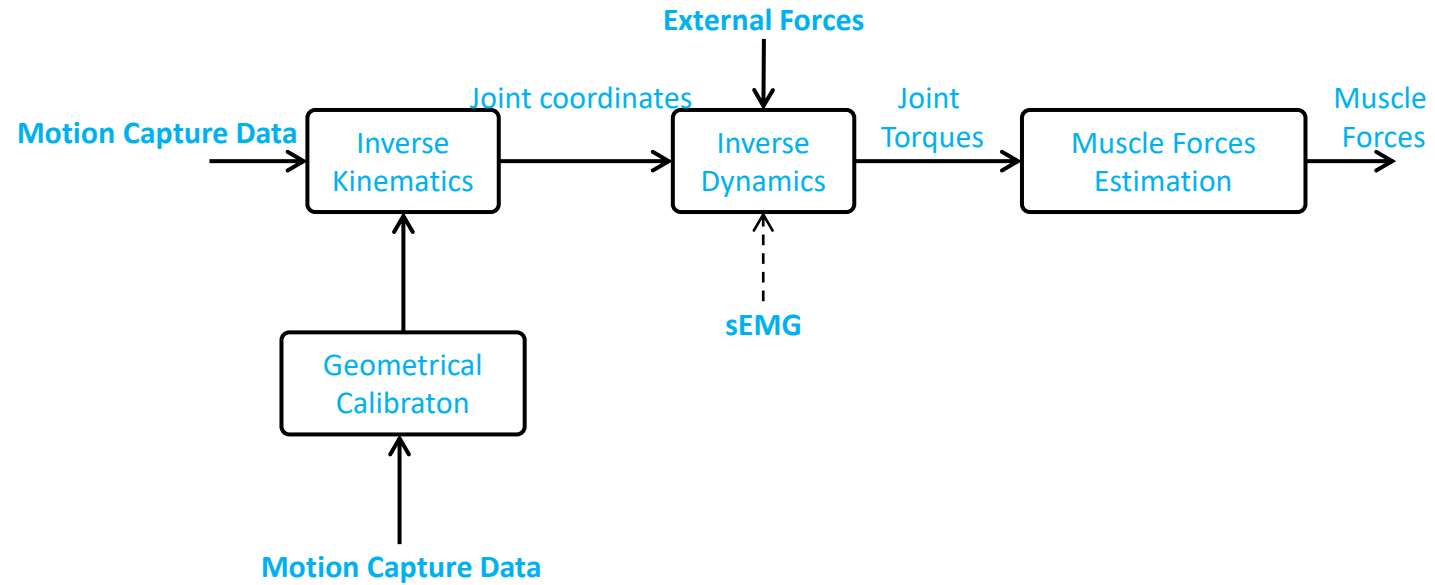 External Forces
Joint coordinates
Joint
Torques
Muscle
Forces
Motion Capture Data
Inverse
Kinematics
Inverse
Dynamics
Muscle Forces
Estimation
sEMG
Geometrical
Calibraton
Motion Capture Data